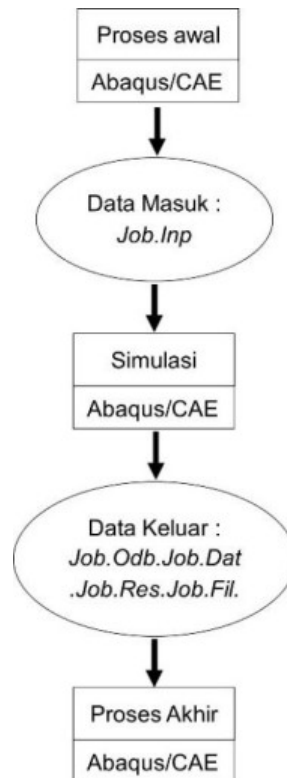 Proses awal
Abaqus/CAE
Data Masuk :
Job.Inp
Simulasi
Abaqus/CAE
Data Keluar :
Job.Odb.Job.Dat
.Job.Res.Job.Fil.
Proses Akhir
Abaqus/CAE